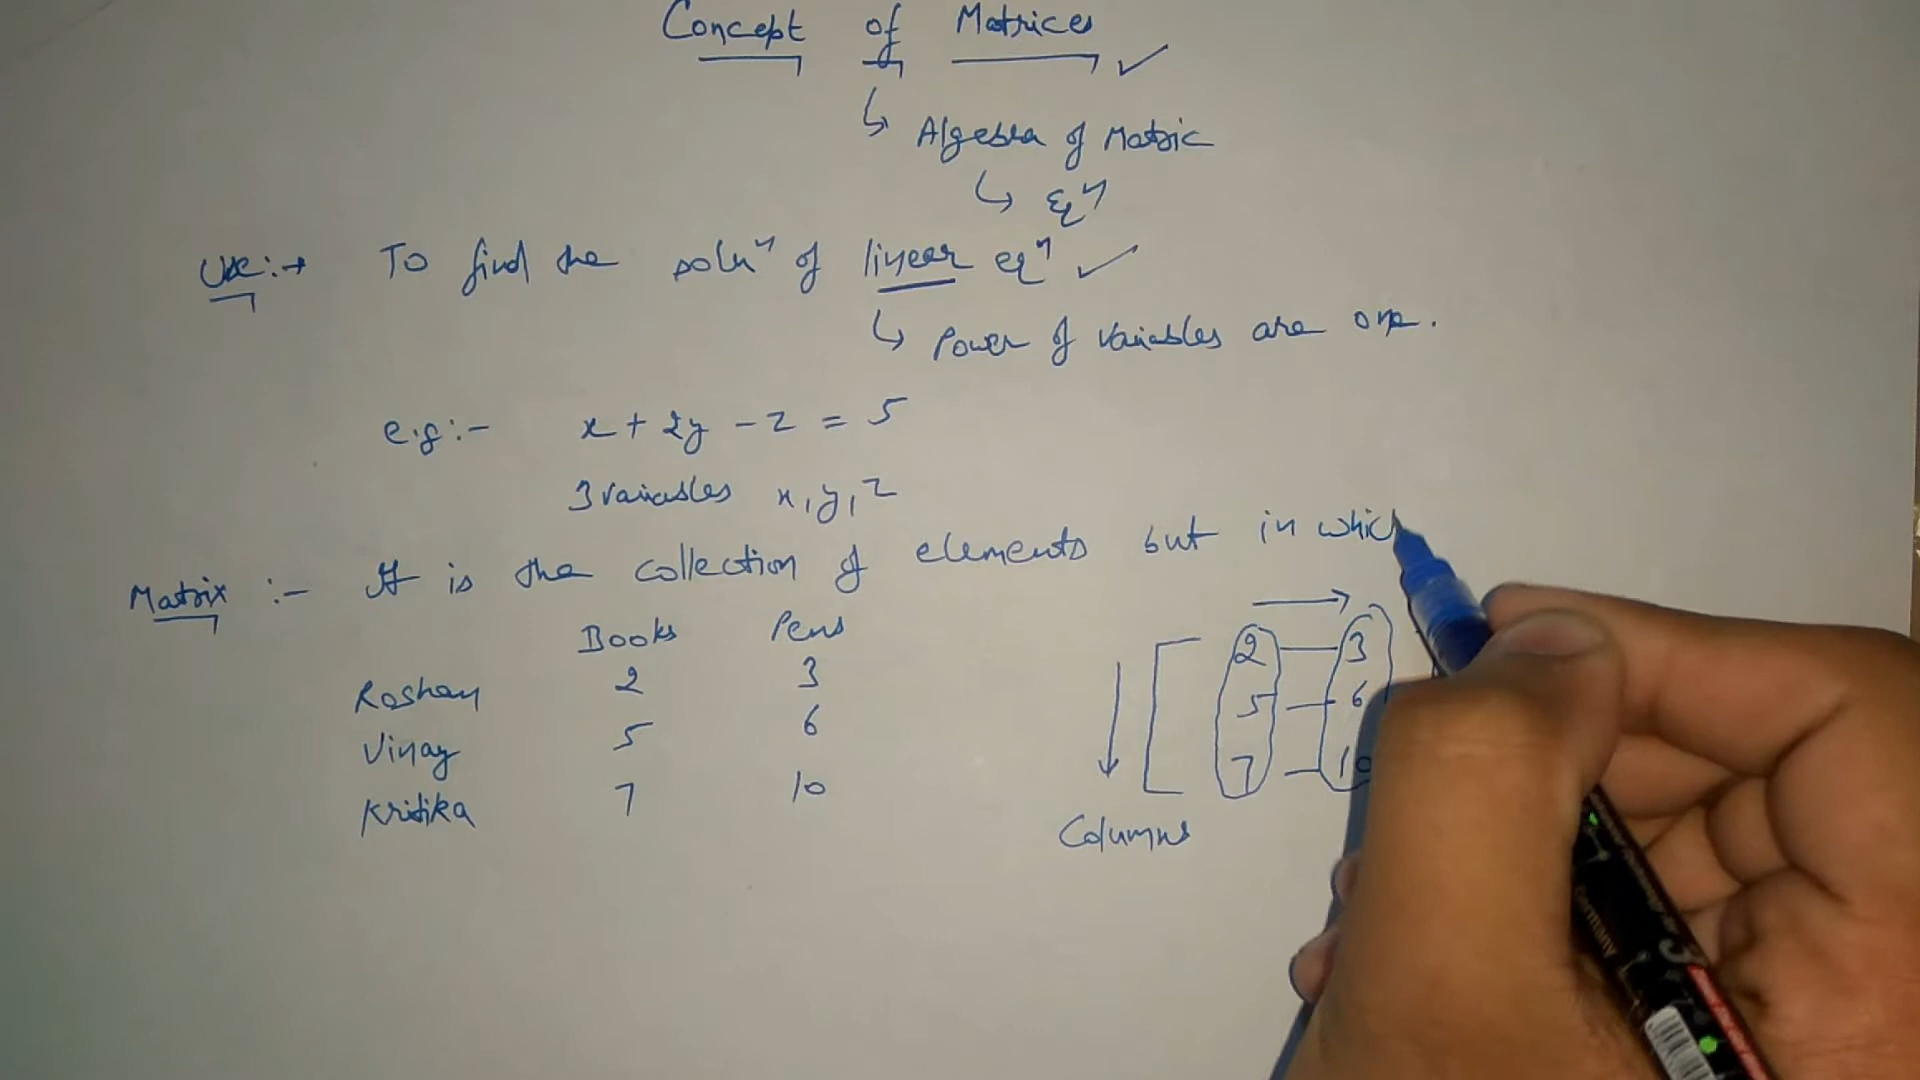 Concept of Matrices
↳ Algebra of Matric
↳ Eqⁿ
Use:→ To find the solnⁿ of linear eqⁿ ✓
↳ Power of variables are one.
e.g:- x + 2y - z = 5
3 variables x, y, z
Matrix :- It is the collection of elements but in whic
Books Pens
Roshan 2 3
Vinay 5 6
Kritika 7 10
2 3
5 6
7 10
Columns
Germany